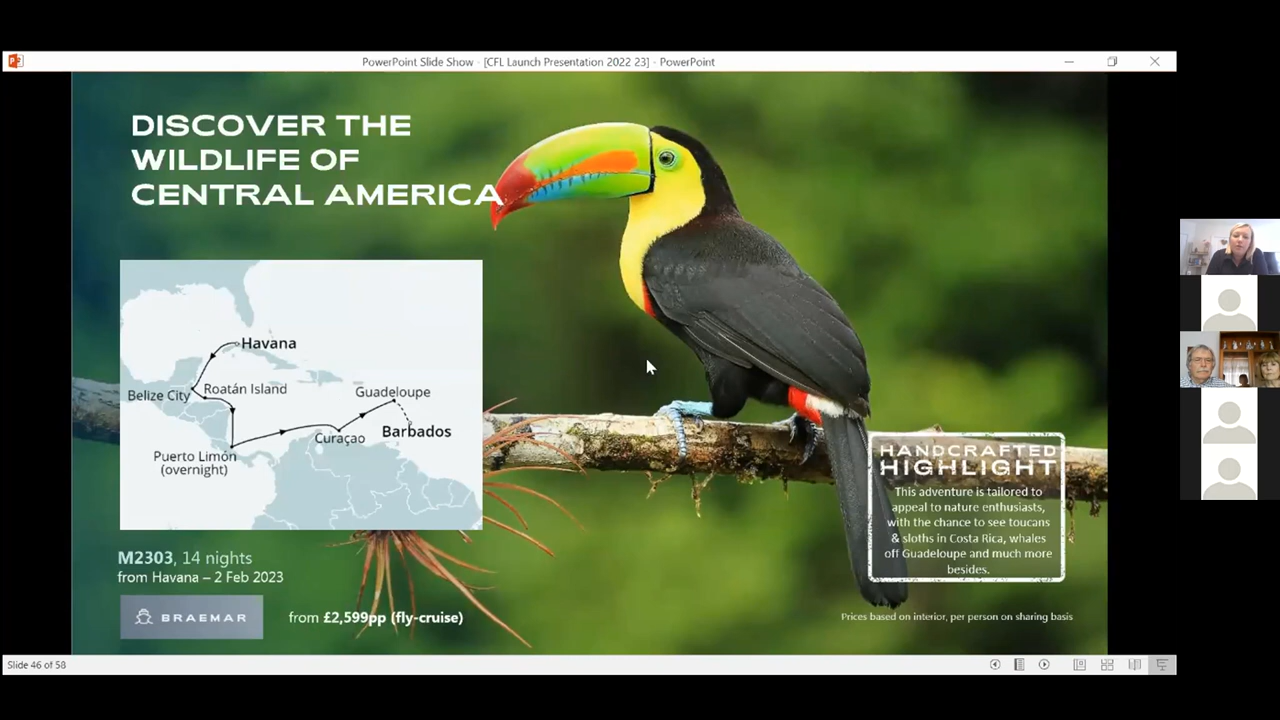 PowerPoint Slide Show - [CFL Launch Presentation 2022 23] - PowerPoint
DISCOVER THE
WILDLIFE OF
CENTRAL AMERICA
Havana
Belize City
Roatán Island
Guadeloupe
Curaçao
Barbados
Puerto Limón
(overnight)
HANDCRAFTED
HIGHLIGHT
This adventure is tailored to
appeal to nature enthusiasts,
with the chance to see toucans
& sloths in Costa Rica, whales
off Guadeloupe and much more
besides.
M2303, 14 nights
from Havana – 2 Feb 2023
BRAEMAR
from £2,599pp (fly-cruise)
Prices based on interior, per person on sharing basis
Slide 46 of 58